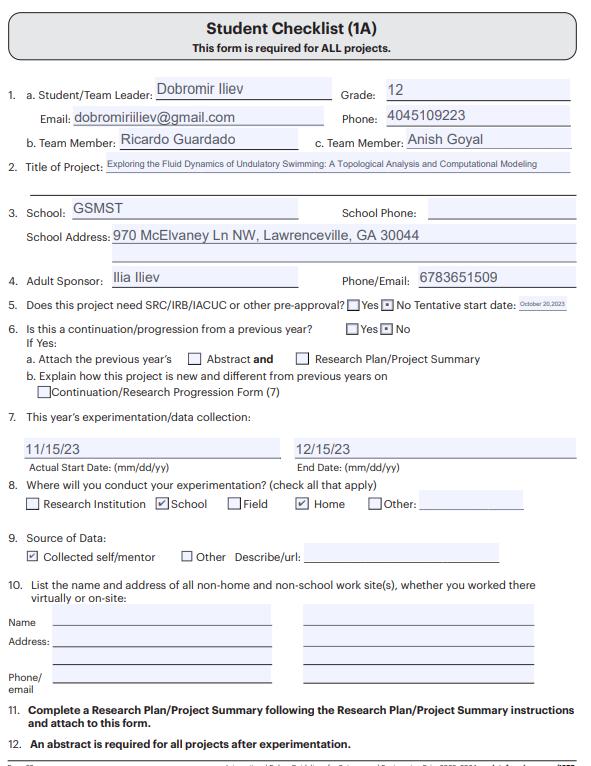 Student Checklist (1A)
This form is required for ALL projects.
1. a. Student/Team Leader: Dobromir Iliev Grade: 12
Email: dobromiriiliev@gmail.com Phone: 4045109223
b. Team Member: Ricardo Guardado c. Team Member: Anish Goyal
2. Title of Project: Exploring the Fluid Dynamics of Undulatory Swimming: A Topological Analysis and Computational Modeling
3. School: GSMST School Phone:
School Address: 970 McElvaney Ln NW, Lawrenceville, GA 30044
4. Adult Sponsor: Ilia Iliev Phone/Email: 6783651509
5. Does this project need SRC/IRB/IACUC or other pre-approval? Yes No Tentative start date: October 20,2023
6. Is this a continuation/progression from a previous year? Yes No
If Yes:
a. Attach the previous year's Abstract and Research Plan/Project Summary
b. Explain how this project is new and different from previous years on
Continuation/Research Progression Form (7)
7. This year's experimentation/data collection:
11/15/23 12/15/23
Actual Start Date: (mm/dd/yy) End Date: (mm/dd/yy)
8. Where will you conduct your experimentation? (check all that apply)
Research Institution School Field Home Other:
9. Source of Data:
Collected self/mentor Other Describe/url:
10. List the name and address of all non-home and non-school work site(s), whether you worked there
virtually or on-site:
Name
Address:
Phone/
email
11. Complete a Research Plan/Project Summary following the Research Plan/Project Summary instructions
and attach to this form.
12. An abstract is required for all projects after experimentation.